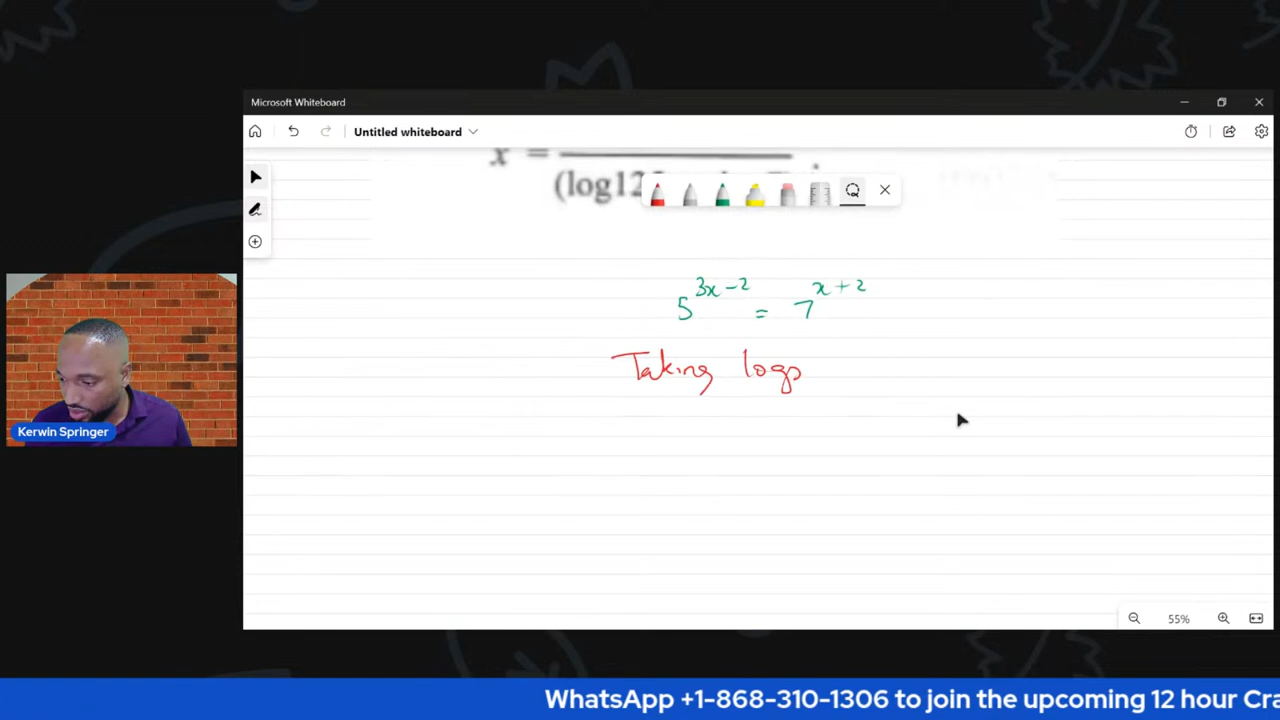 Microsoft Whiteboard
Untitled whiteboard
x =
(log12
5^{3x-2} = 7^{x+2}
Taking logs
Kerwin Springer
55%
WhatsApp +1-868-310-1306 to join the upcoming 12 hour Cra